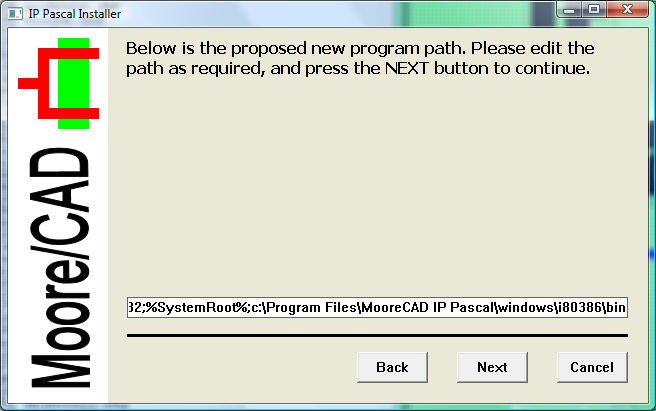 IP Pascal Installer
Below is the proposed new program path. Please edit the
path as required, and press the NEXT button to continue.
Moore/CAD
32;%SystemRoot%;c:\Program Files\MooreCAD IP Pascal\windows\i80386\bin
Back
Next
Cancel